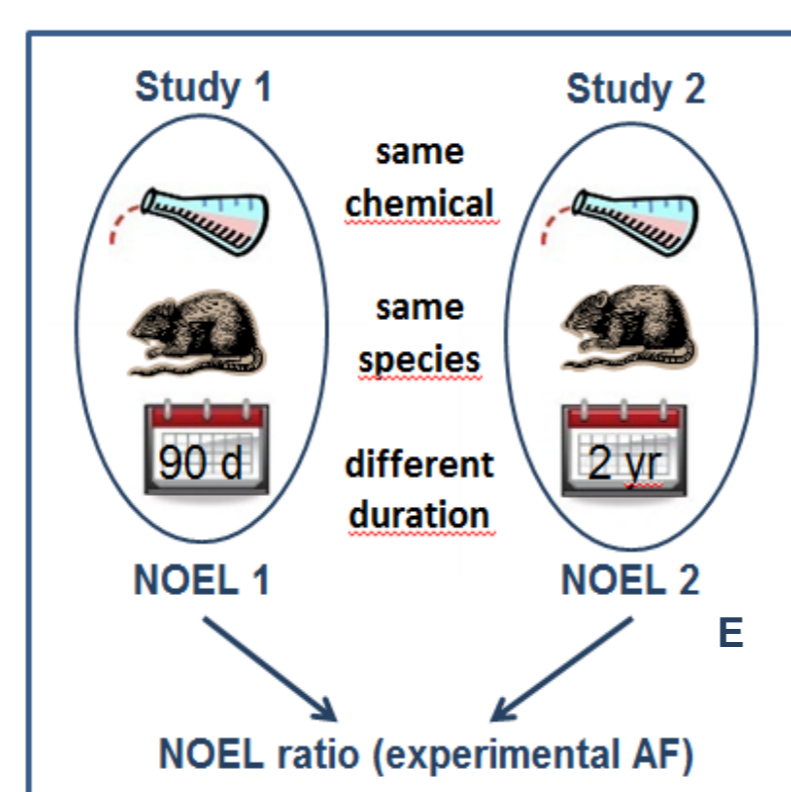 Study 1
Study 2
same
chemical
same
species
90 d
2 yr
different
duration
NOEL 1
NOEL 2
E
NOEL ratio (experimental AF)